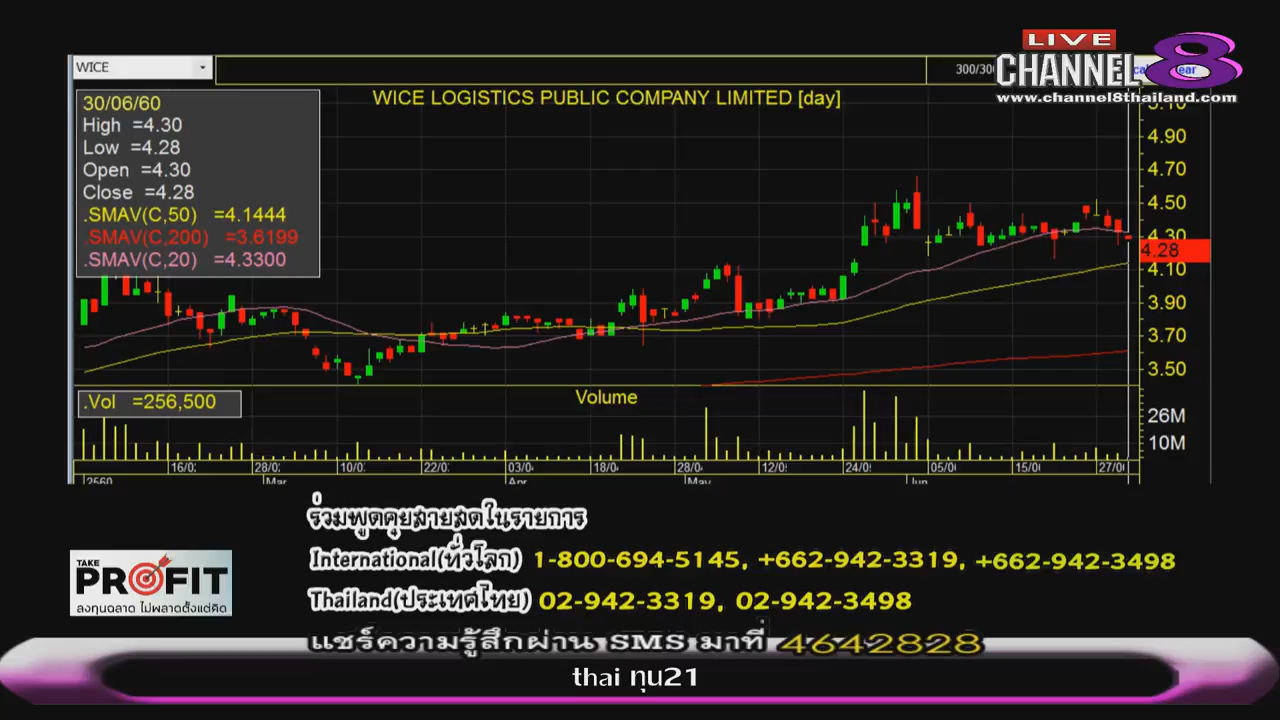 LIVE
CHANNEL 8
www.channel8thailand.com
WICE
300/300
WICE LOGISTICS PUBLIC COMPANY LIMITED [day]
30/06/60
High =4.30
Low =4.28
Open =4.30
Close =4.28
.SMAV(C,50) =4.1444
.SMAV(C,200) =3.6199
.SMAV(C,20) =4.3300
5.10
4.90
4.70
4.50
4.30
4.28
4.10
3.90
3.70
3.50
.Vol =256,500
Volume
26M
10M
16/0 28/0 10/0 22/0 03/0 18/0 28/0 12/0 24/0 05/0 15/0 27/0
2560 Mar Apr May Jun
ร่วมพูดคุยสายสดในรายการ
International(ทั่วโลก) 1-800-694-5145, +662-942-3319, +662-942-3498
Thailand(ประเทศไทย) 02-942-3319, 02-942-3498
แชร์ความรู้สึกผ่าน SMS มาที่ 4642828
TAKE
PROFIT
ลงทุนฉลาด ไม่พลาดตั้งแต่คิด
thai ทุน21